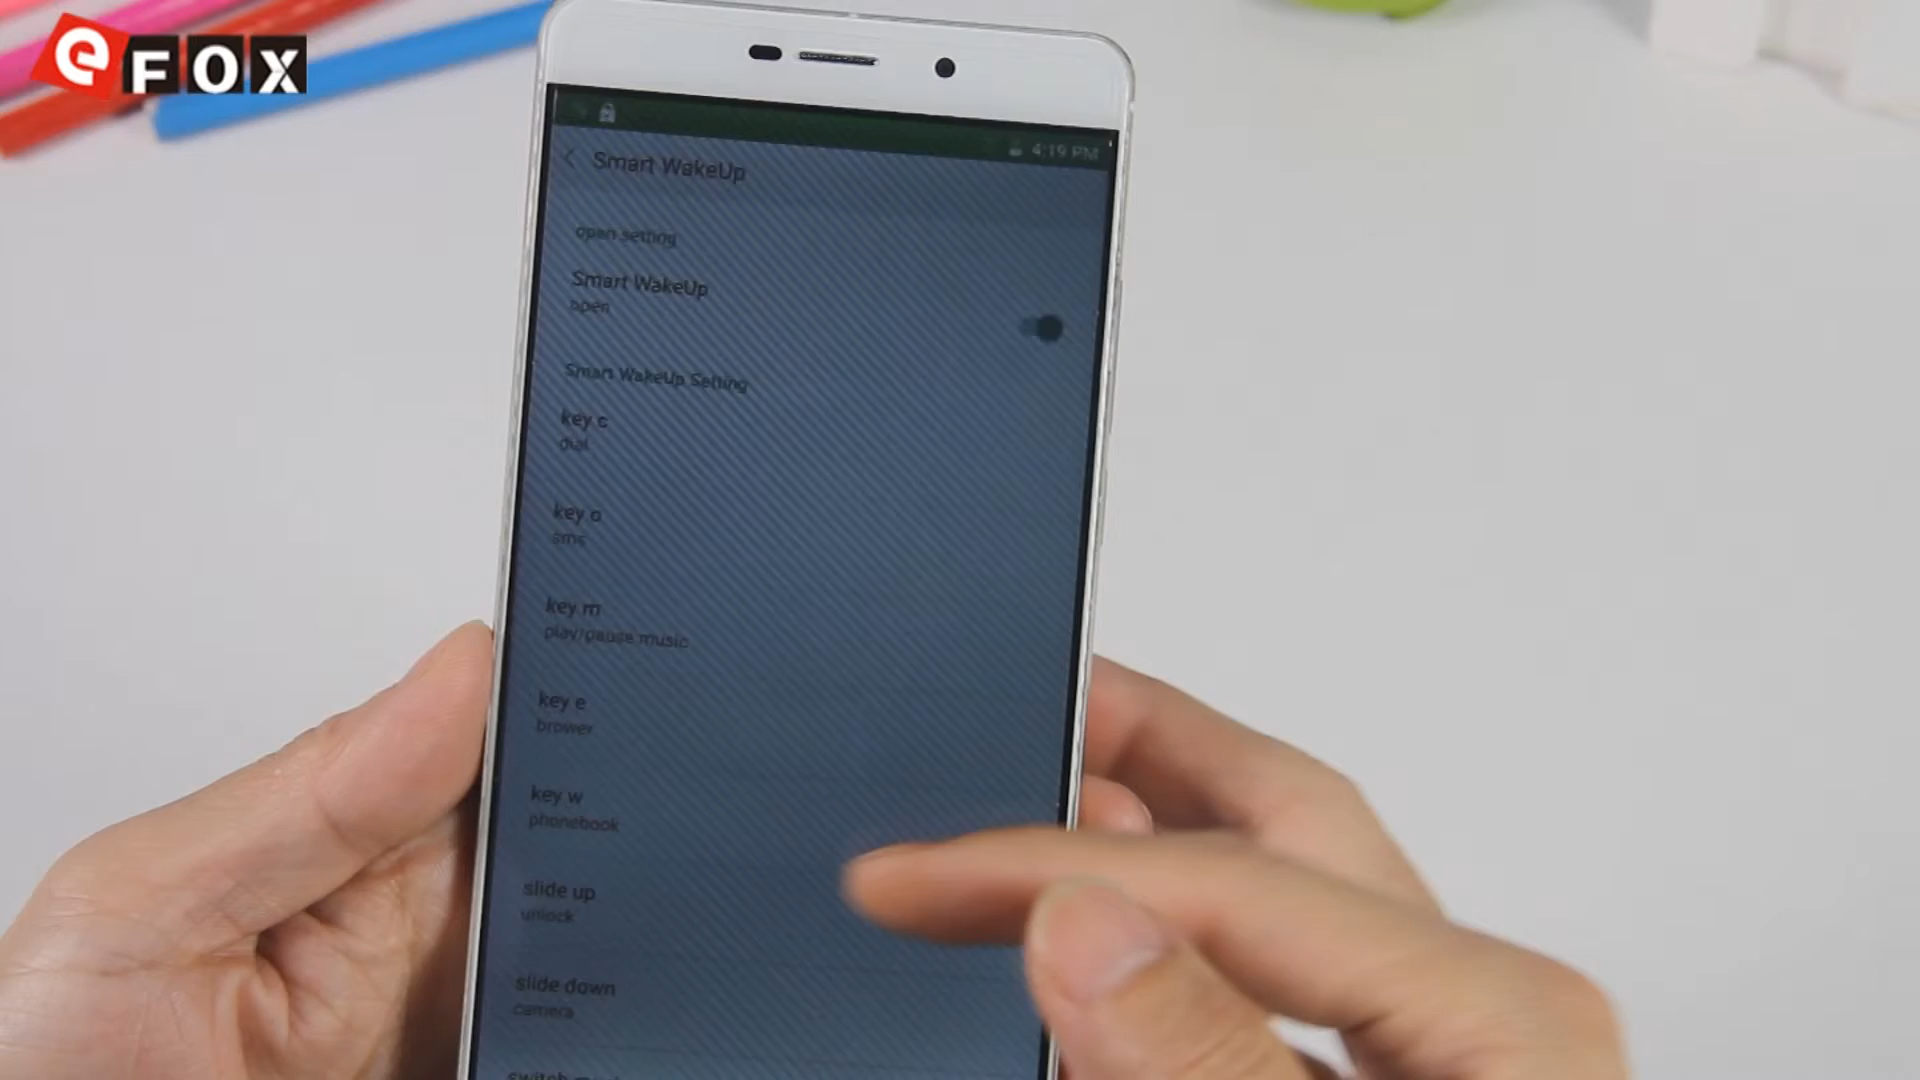 eFOX
4:19 PM
Smart WakeUp
open setting
Smart WakeUp
open
Smart WakeUp Setting
key c
dial
key o
sms
key m
play/pause music
key e
brower
key w
phonebook
slide up
unlock
slide down
camera
switch